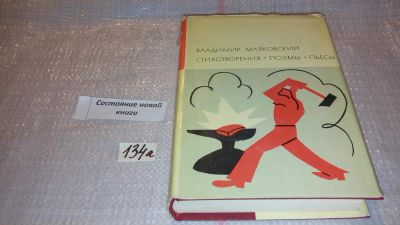 ВЛАДИМИР МАЯКОВСКИЙ
СТИХОТВОРЕНИЯ • ПОЭМЫ • ПЬЕСЫ
Состояние новой
книги
134а